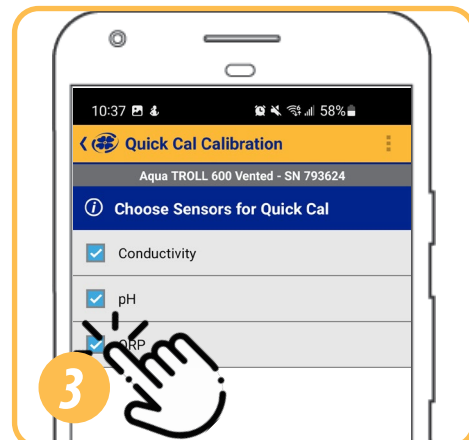 10:37 58%
Quick Cal Calibration
Aqua TROLL 600 Vented - SN 793624
Choose Sensors for Quick Cal
Conductivity
pH
ORP
3